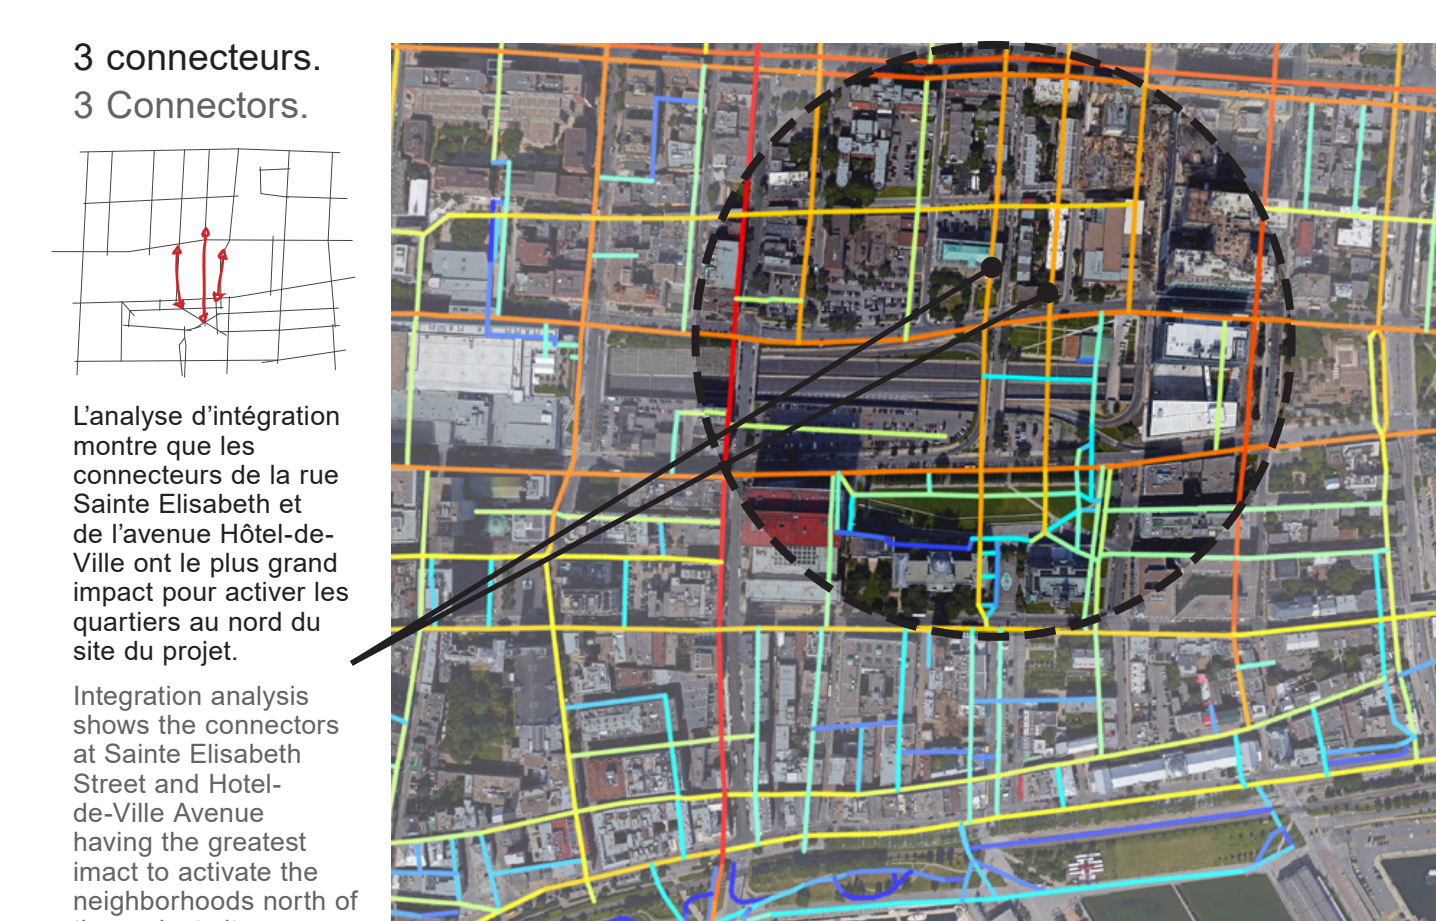 3 connecteurs.
3 Connectors.
L’analyse d’intégration
montre que les
connecteurs de la rue
Sainte Elisabeth et
de l’avenue Hôtel-de-
Ville ont le plus grand
impact pour activer les
quartiers au nord du
site du projet.
Integration analysis
shows the connectors
at Sainte Elisabeth
Street and Hotel-
de-Ville Avenue
having the greatest
imact to activate the
neighborhoods north of